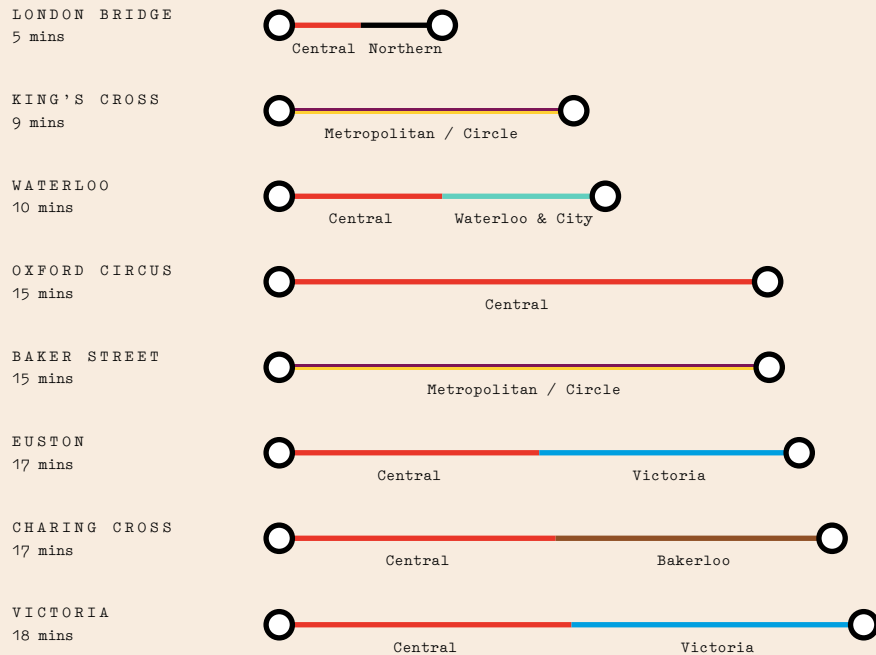 LONDON BRIDGE
5 mins
Central Northern
KING'S CROSS
9 mins
Metropolitan / Circle
WATERLOO
10 mins
Central Waterloo & City
OXFORD CIRCUS
15 mins
Central
BAKER STREET
15 mins
Metropolitan / Circle
EUSTON
17 mins
Central Victoria
CHARING CROSS
17 mins
Central Bakerloo
VICTORIA
18 mins
Central Victoria